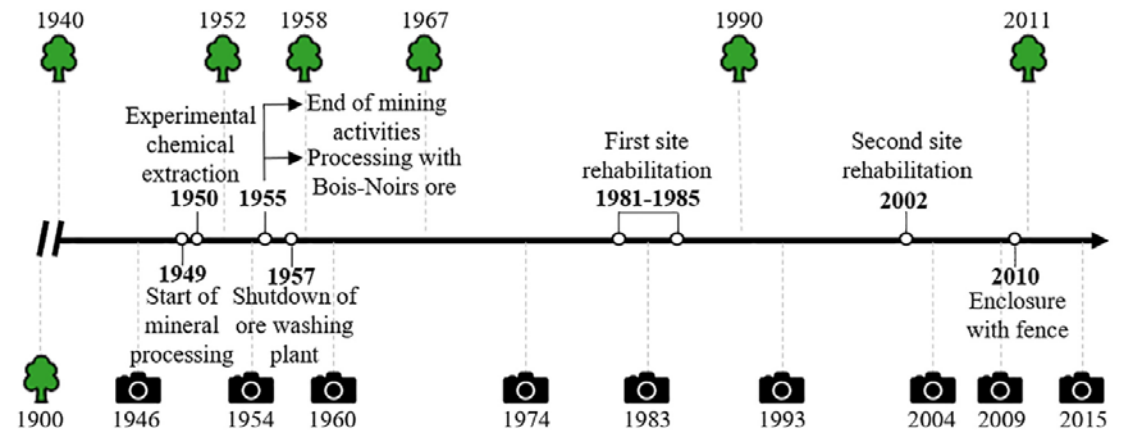 1940
1952
1958
1967
1990
2011
Experimental
chemical
extraction
1950
End of mining
activities
Processing with
Bois-Noirs ore
1955
First site
rehabilitation
1981-1985
Second site
rehabilitation
2002
1949
Start of
mineral
processing
1957
Shutdown of
ore washing
plant
2010
Enclosure
with fence
1900
1946
1954
1960
1974
1983
1993
2004
2009
2015